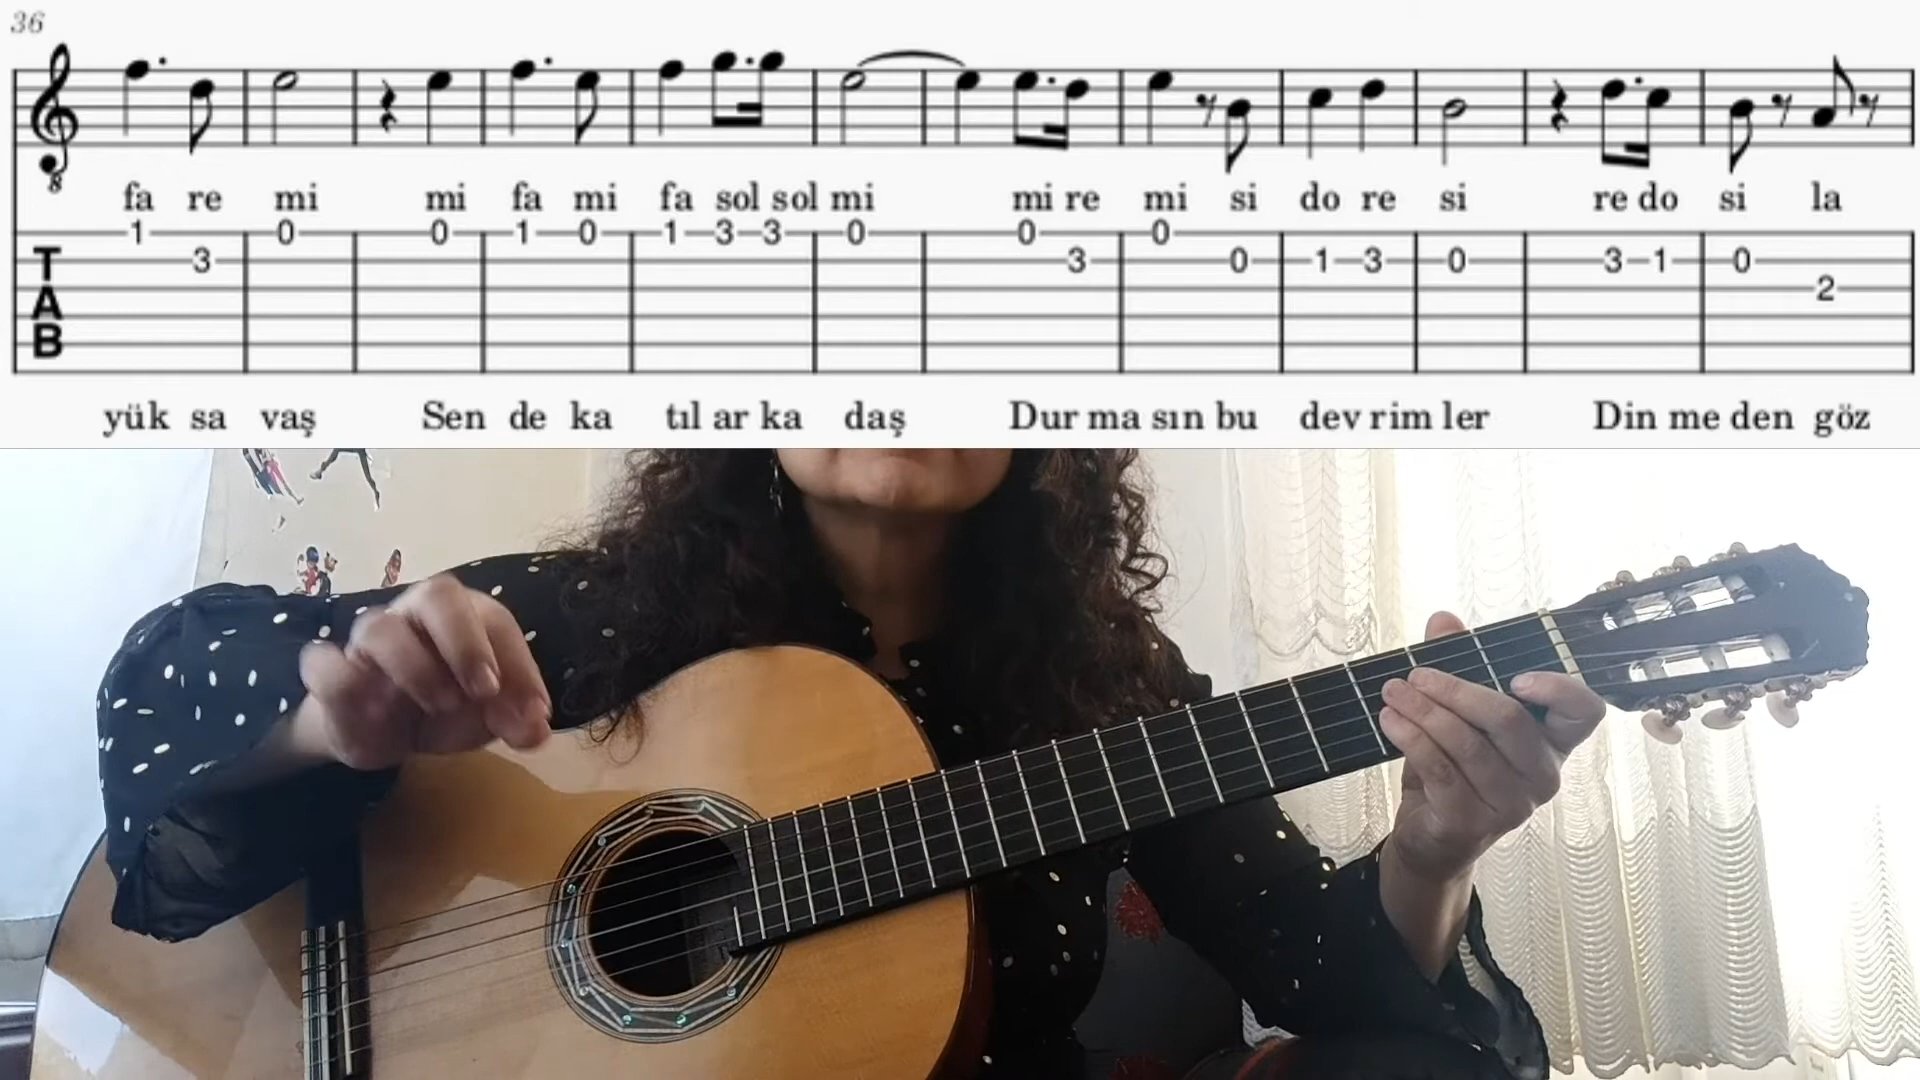 36
8
fa re mi mi fa mi fa sol sol mi mi re mi si do re si re do si la
1 0 0 1 0 1 3 3 0 0 0
T 3 3 0 1 3 0 3 1 0
A 2
B
yük sa vaş Sen de ka tıl ar ka daş Dur ma sın bu dev rim ler Din me den göz